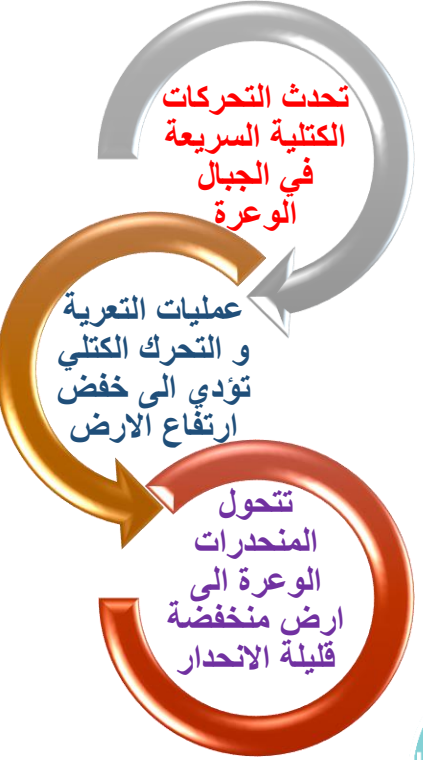 تحدث التحركات
الكتلية السريعة
في الجبال
الوعرة
عمليات التعرية
و التحرك الكتلي
تؤدي الى خفض
ارتفاع الارض
تتحول
المنحدرات
الوعرة الى
ارض منخفضة
قليلة الانحدار